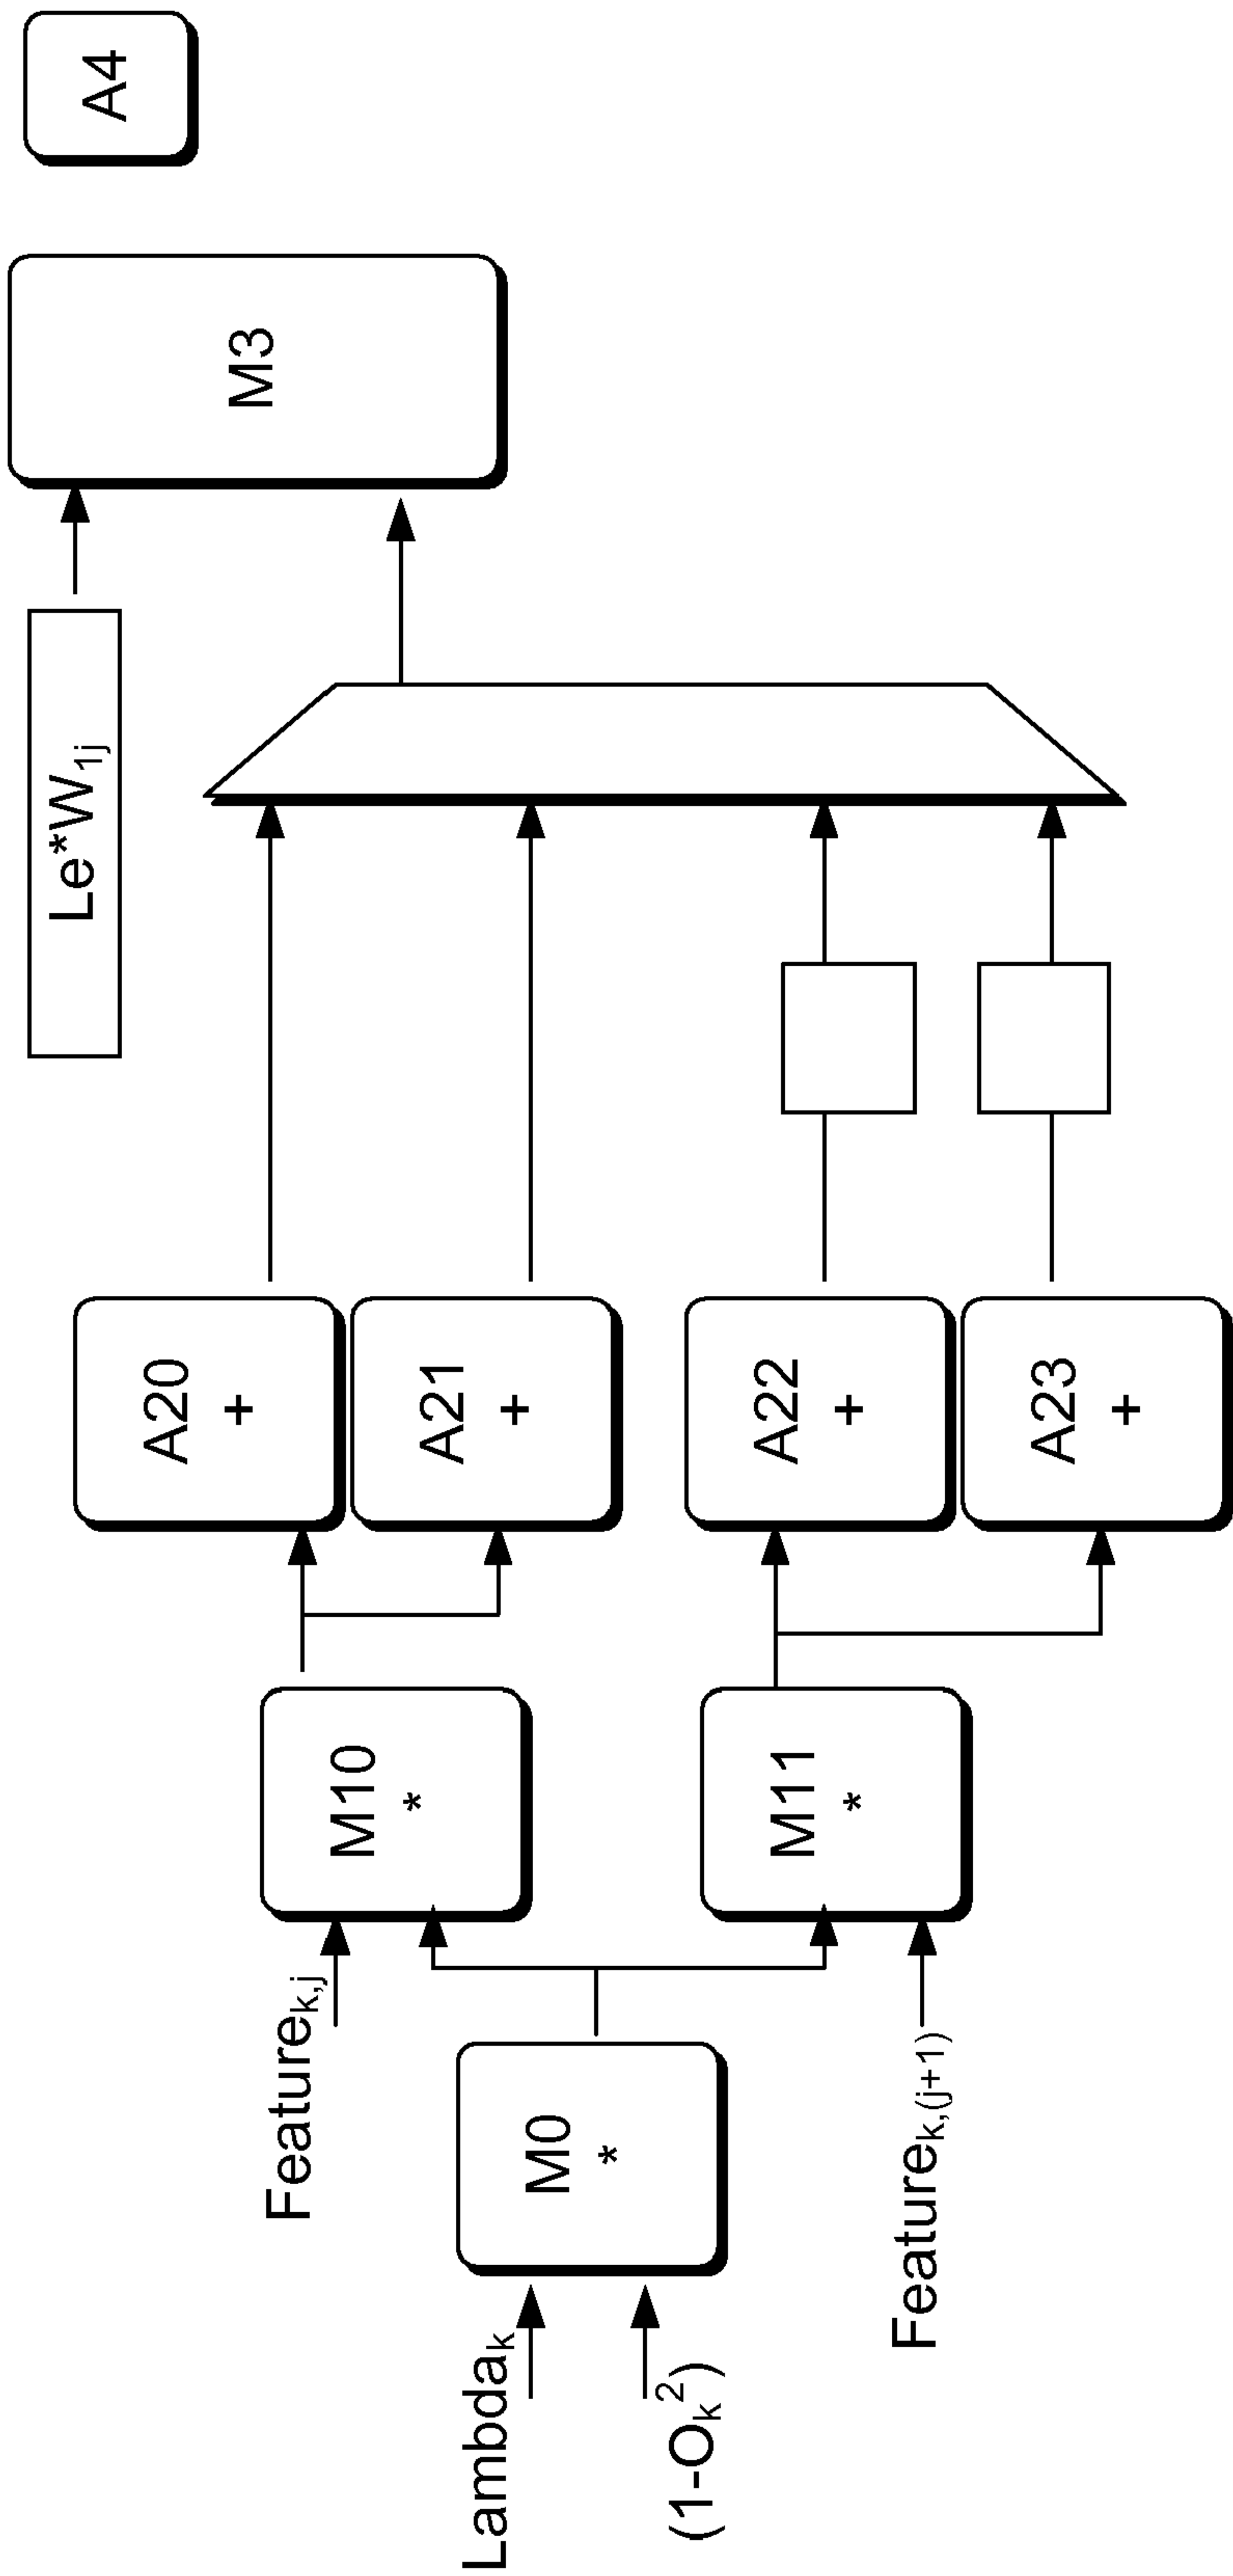 Lambdaₖ
(1-Oₖ²)
M0
*
Featureₖ,ⱼ
Featureₖ,₍ⱼ₊₁₎
M10
*
M11
*
A20
+
A21
+
A22
+
A23
+
Le*W₁ⱼ
M3
A4